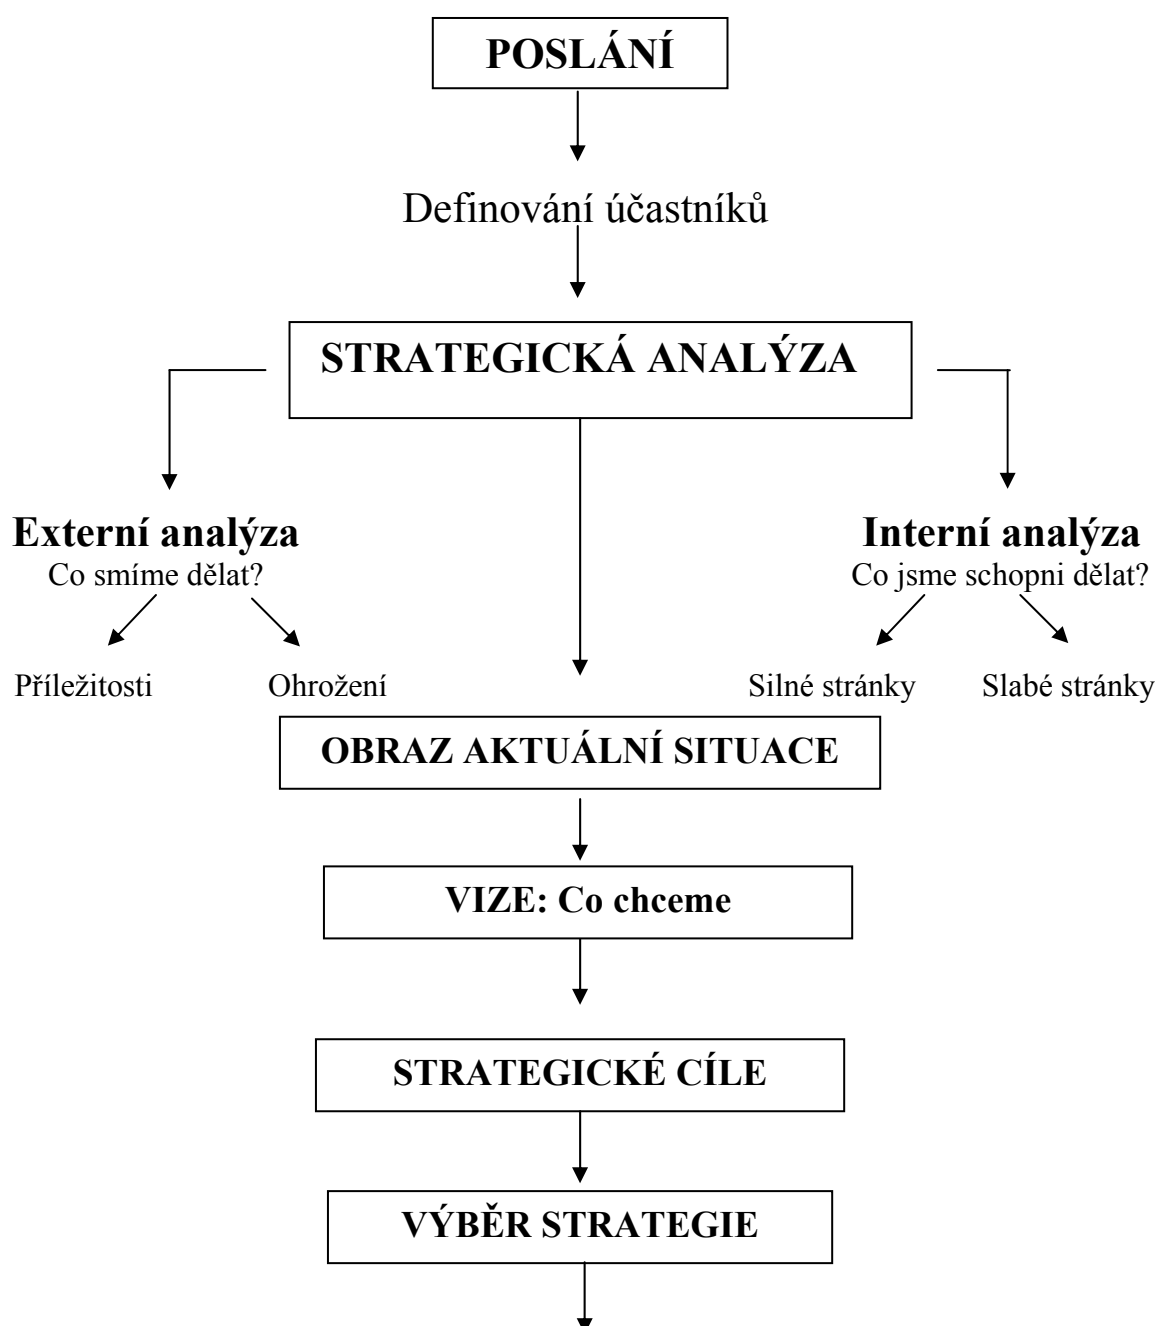 POSLÁNÍ
Definování účastníků
STRATEGICKÁ ANALÝZA
Externí analýza
Co smíme dělat?
Interní analýza
Co jsme schopni dělat?
Příležitosti
Ohrožení
Silné stránky
Slabé stránky
OBRAZ AKTUÁLNÍ SITUACE
VIZE: Co chceme
STRATEGICKÉ CÍLE
VÝBĚR STRATEGIE